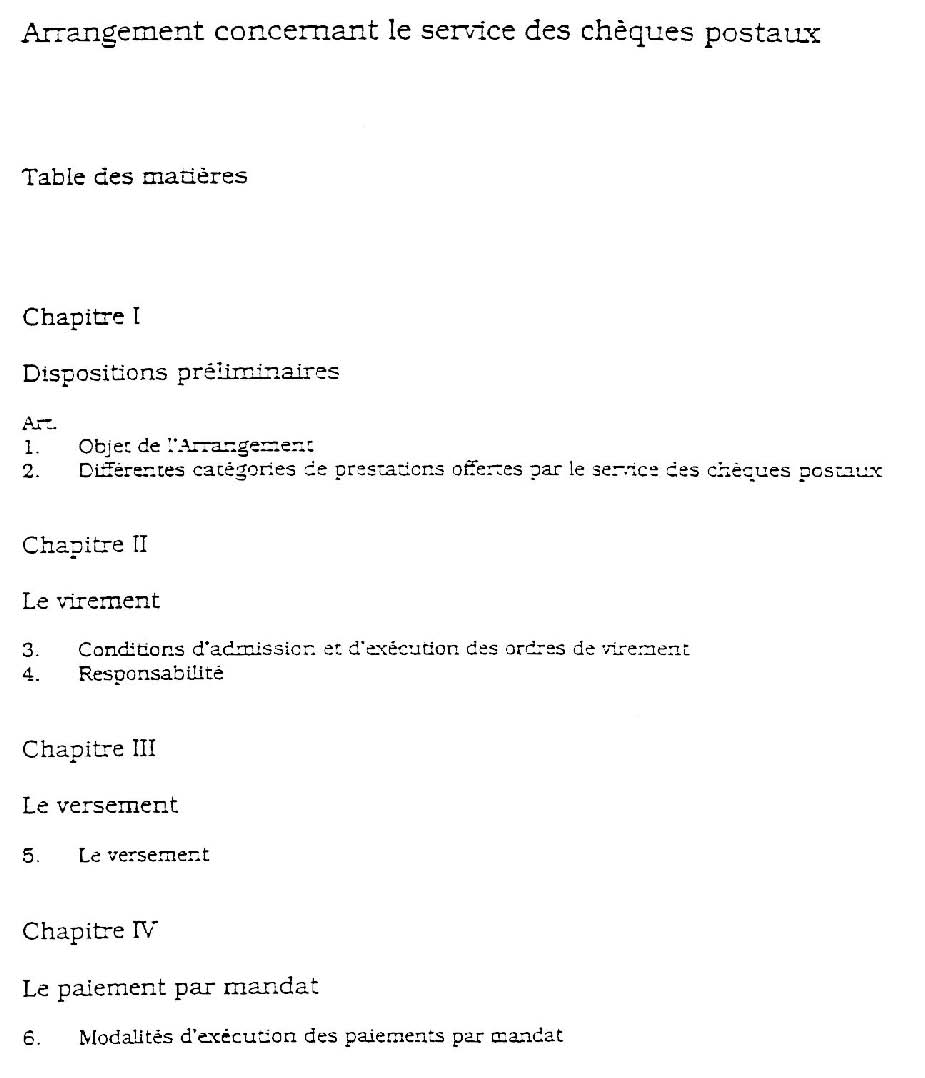 Arrangement concernant le service des chèques postaux
Table des matières
Chapitre I
Dispositions préliminaires
Art.
1. Objet de l'Arrangement
2. Différentes catégories de prestations offertes par le service des chèques postaux
Chapitre II
Le virement
3. Conditions d'admission et d'exécution des ordres de virement
4. Responsabilité
Chapitre III
Le versement
5. Le versement
Chapitre IV
Le paiement par mandat
6. Modalités d'exécution des paiements par mandat